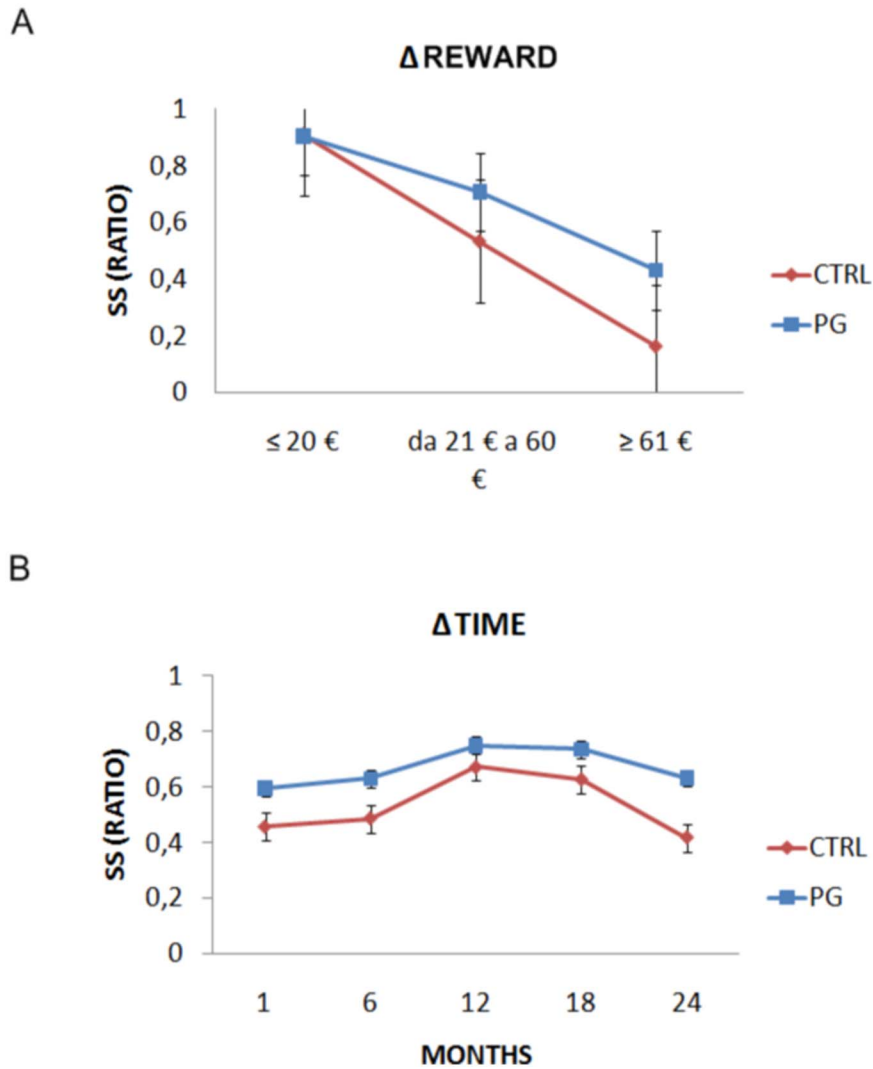 A
Δ REWARD
SS (RATIO)
1
0,8
0,6
0,4
0,2
0
≤ 20 €
da 21 € a 60
€
≥ 61 €
CTRL
PG
B
Δ TIME
SS (RATIO)
1
0,8
0,6
0,4
0,2
0
1
6
12
18
24
MONTHS
CTRL
PG